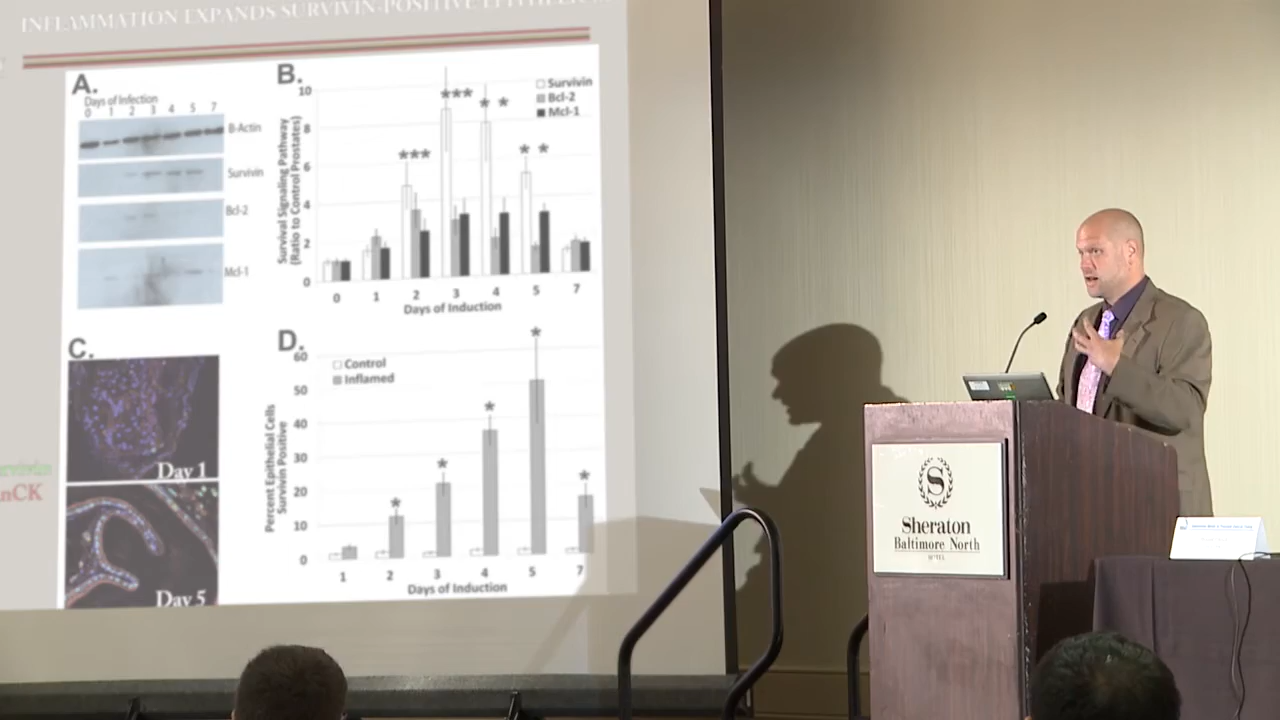 INFLAMMATION EXPANDS SURVIVIN-POSITIVE EPITHELIUM
A.
Days of Infection
0 1 2 3 4 5 7
B-Actin
Survivin
Bcl-2
Mcl-1
B.
Survival Signaling Pathway
(Ratio to Control Prostates)
10
8
6
4
2
0
Survivin
Bcl-2
Mcl-1
***
***
* *
* *
0 1 2 3 4 5 7
Days of Induction
C.
Day 1
Day 5
Survivin
anCK
D.
Percent Epithelial Cells
Survivin Positive
60
50
40
30
20
10
0
Control
Inflamed
*
*
*
*
*
1 2 3 4 5 7
Days of Induction
S
Sheraton
Baltimore North
HOTEL